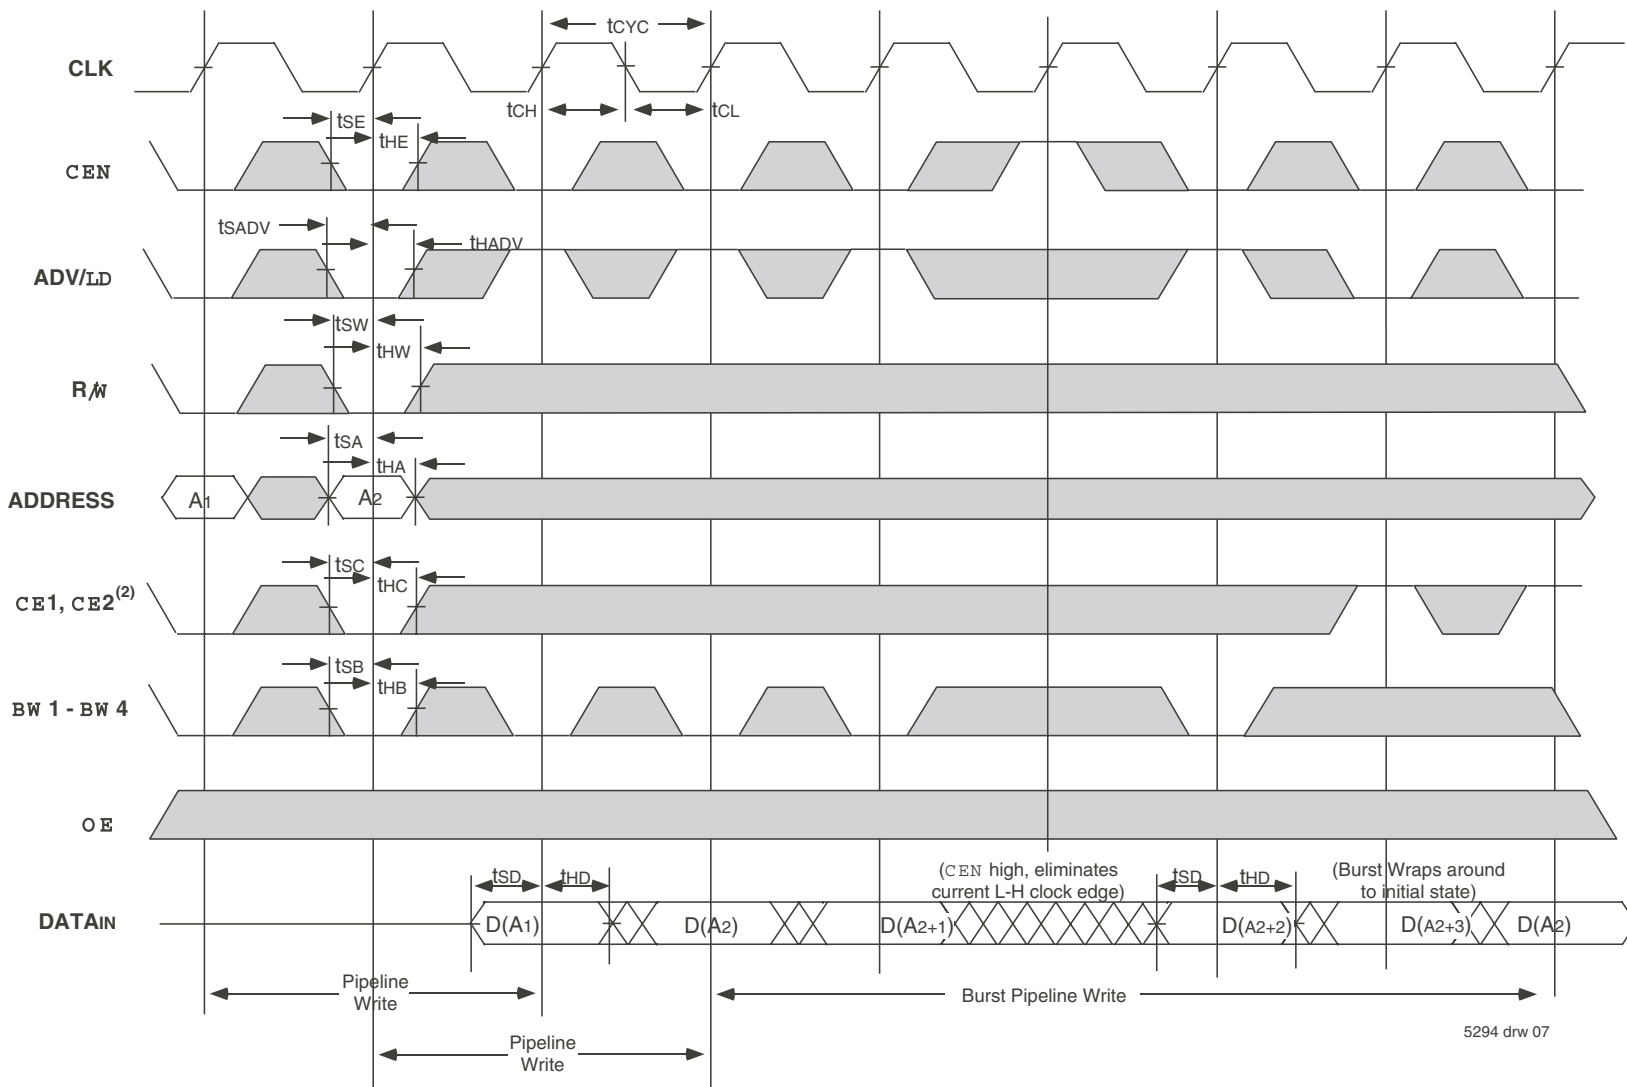 tCYC
CLK
tCH
tCL
tSE
tHE
CEN
tSADV
tHADV
ADV/LD
tSW
tHW
R/W
tSA
tHA
ADDRESS
A1
A2
tSC
tHC
CE1, CE2(2)
tSB
tHB
BW 1 - BW 4
OE
(CEN high, eliminates
current L-H clock edge)
(Burst Wraps around
to initial state)
tSD
tHD
tSD
tHD
DATAIN
D(A1)
D(A2)
D(A2+1)
D(A2+2)
D(A2+3)
D(A2)
Pipeline
Write
Burst Pipeline Write
Pipeline
Write
5294 drw 07